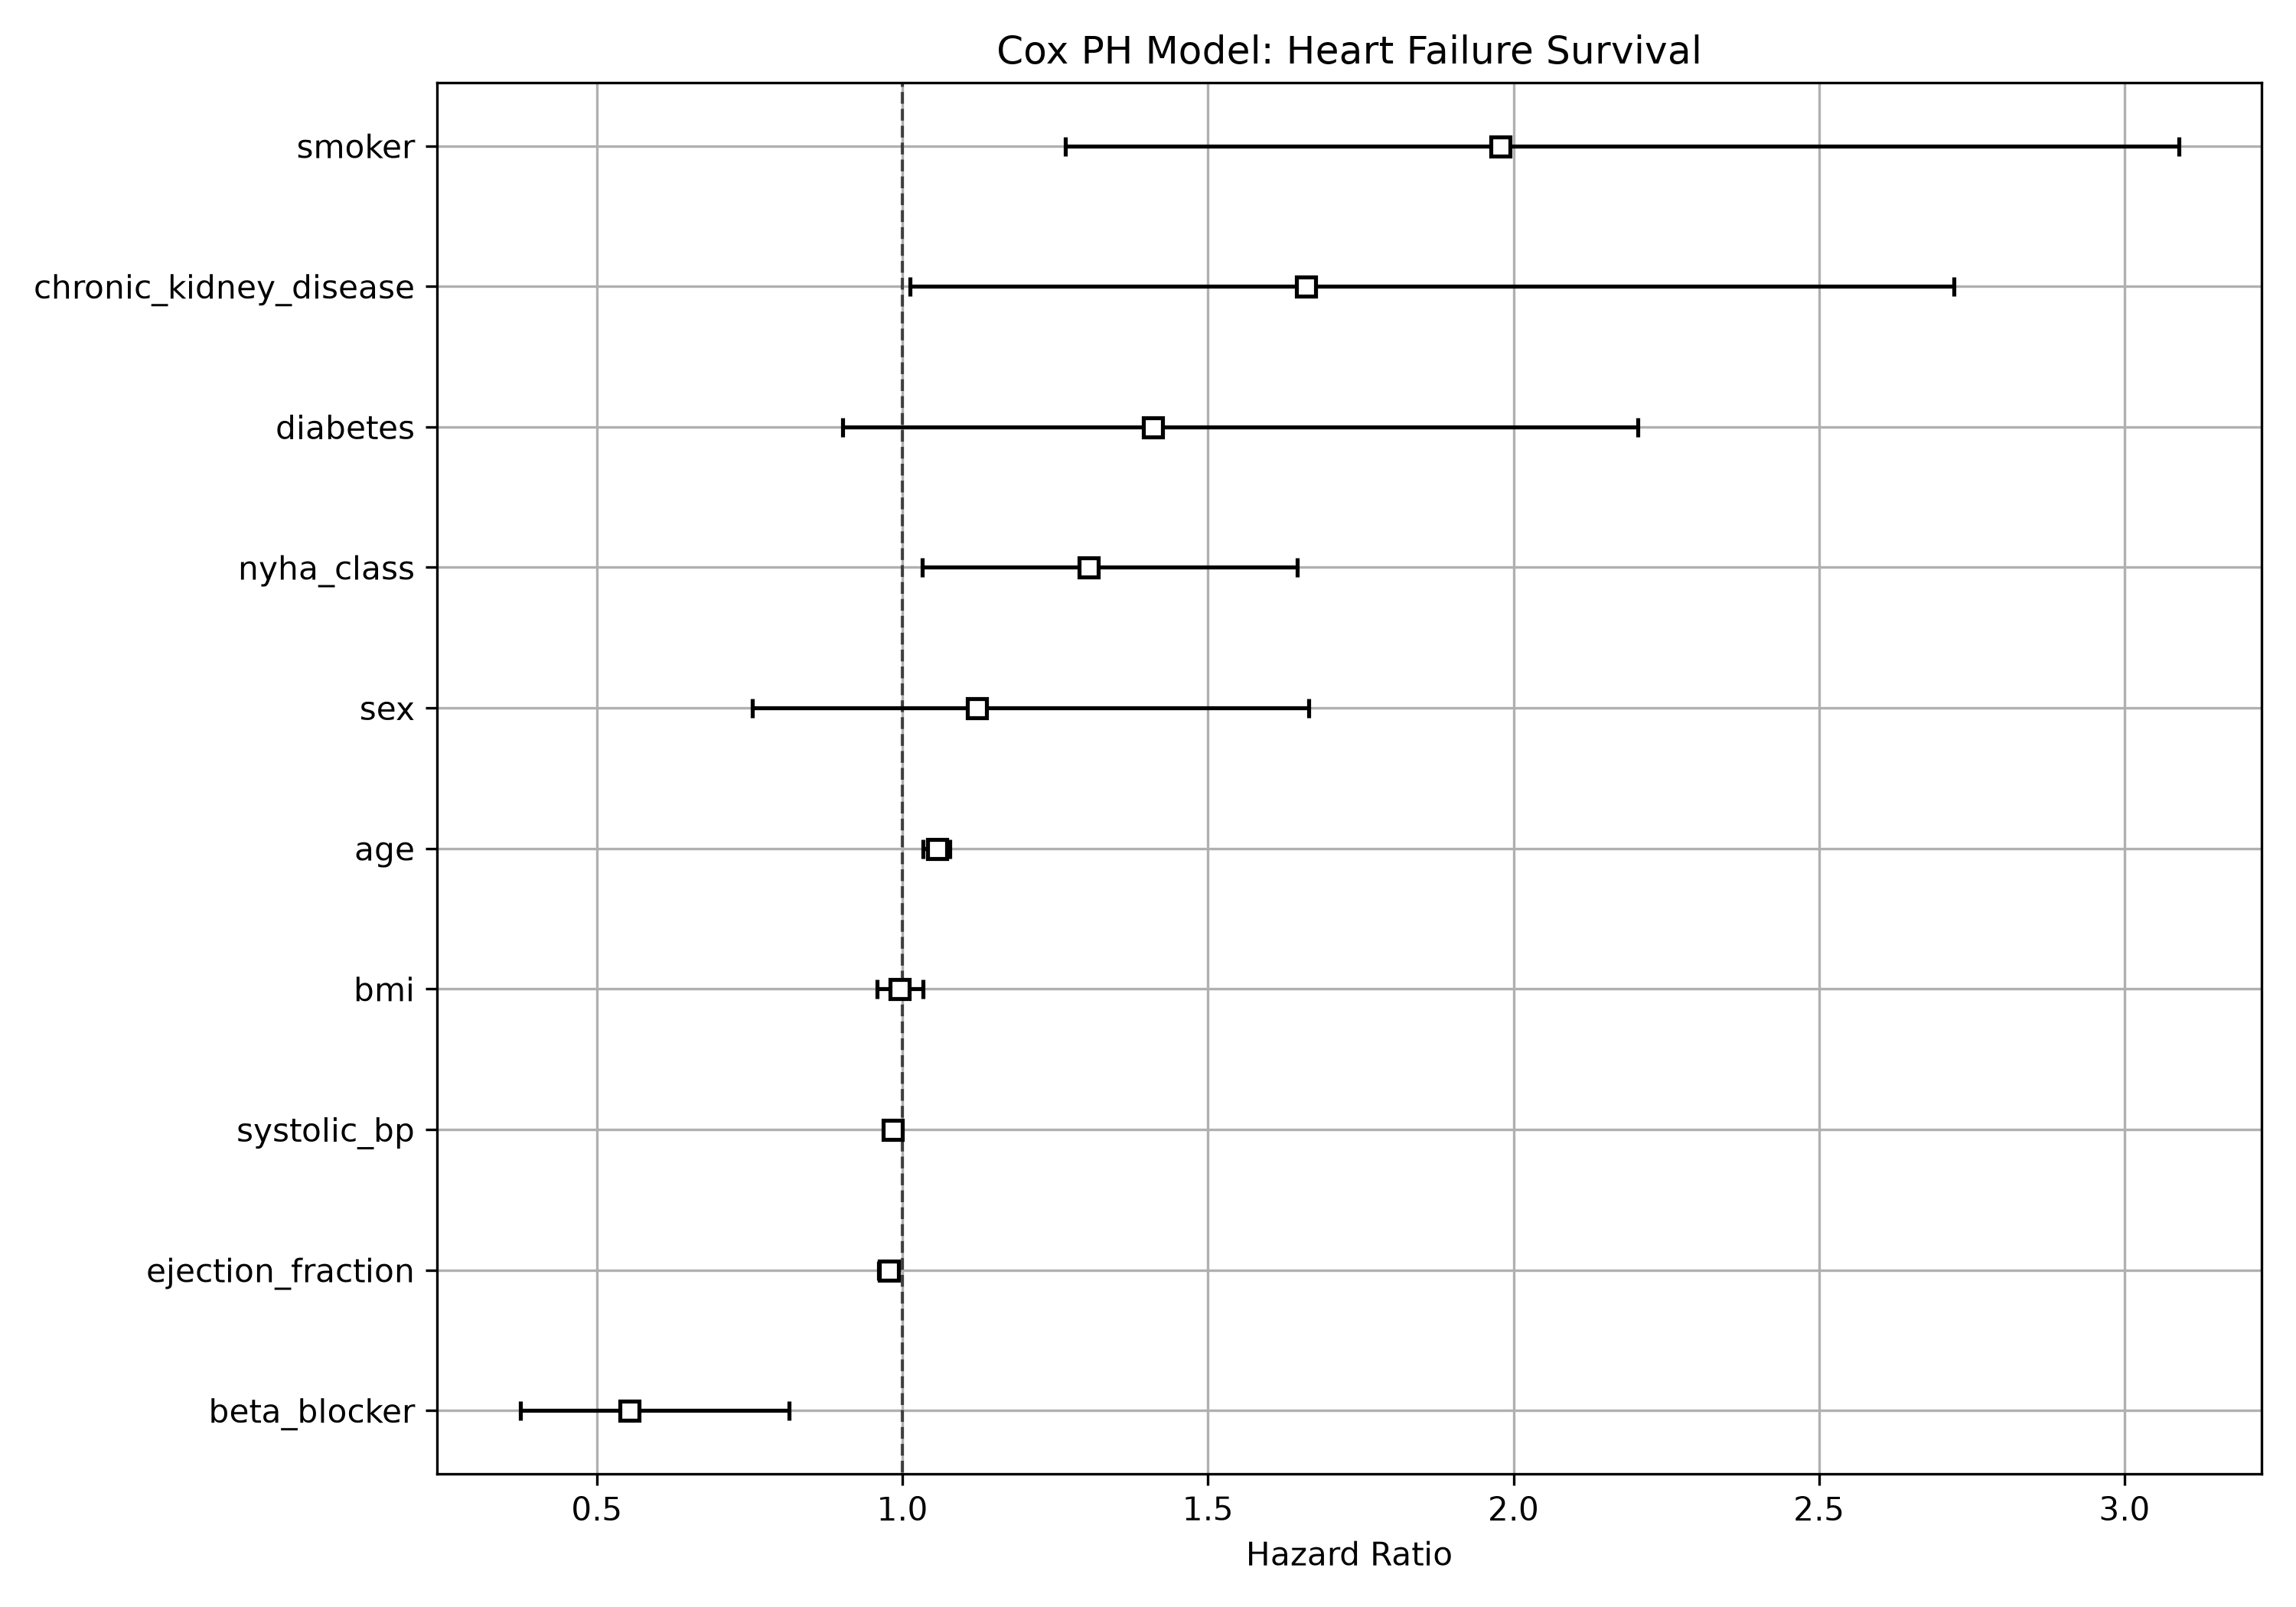 Cox PH Model: Heart Failure Survival
smoker
chronic_kidney_disease
diabetes
nyha_class
sex
age
bmi
systolic_bp
ejection_fraction
beta_blocker
0.5 1.0 1.5 2.0 2.5 3.0
Hazard Ratio